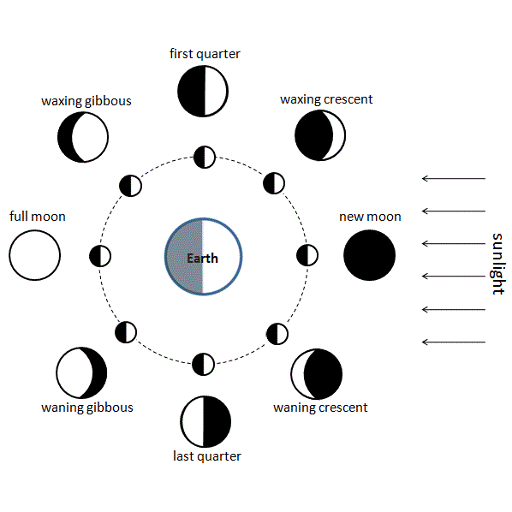 first quarter
waxing gibbous
waxing crescent
full moon
new moon
Earth
sunlight
waning gibbous
waning crescent
last quarter